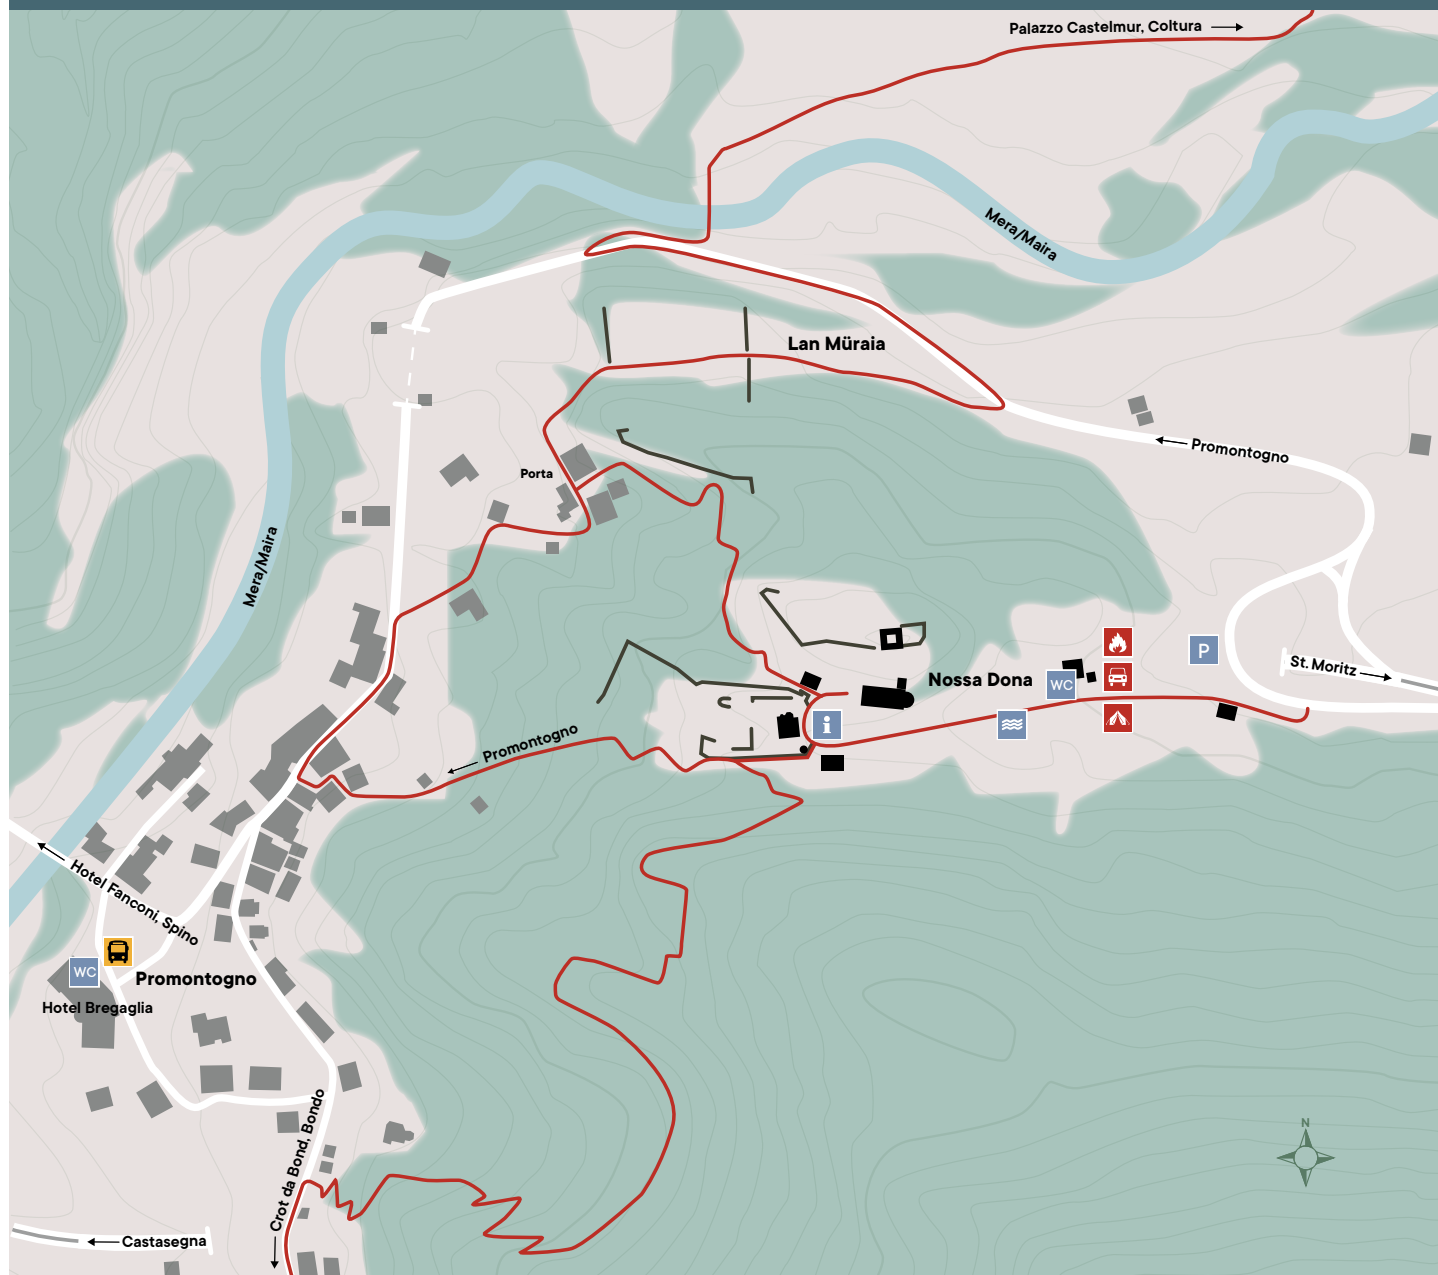 Palazzo Castelmur, Coltura
Mera/Maira
Lan Müraia
Promontogno
Porta
Mera/Maira
P
St. Moritz
Nossa Dona
WC
i
Promontogno
Hotel Fanconi, Spino
WC
Promontogno
Hotel Bregaglia
Crot da Bond, Bondo
N
Castasegna